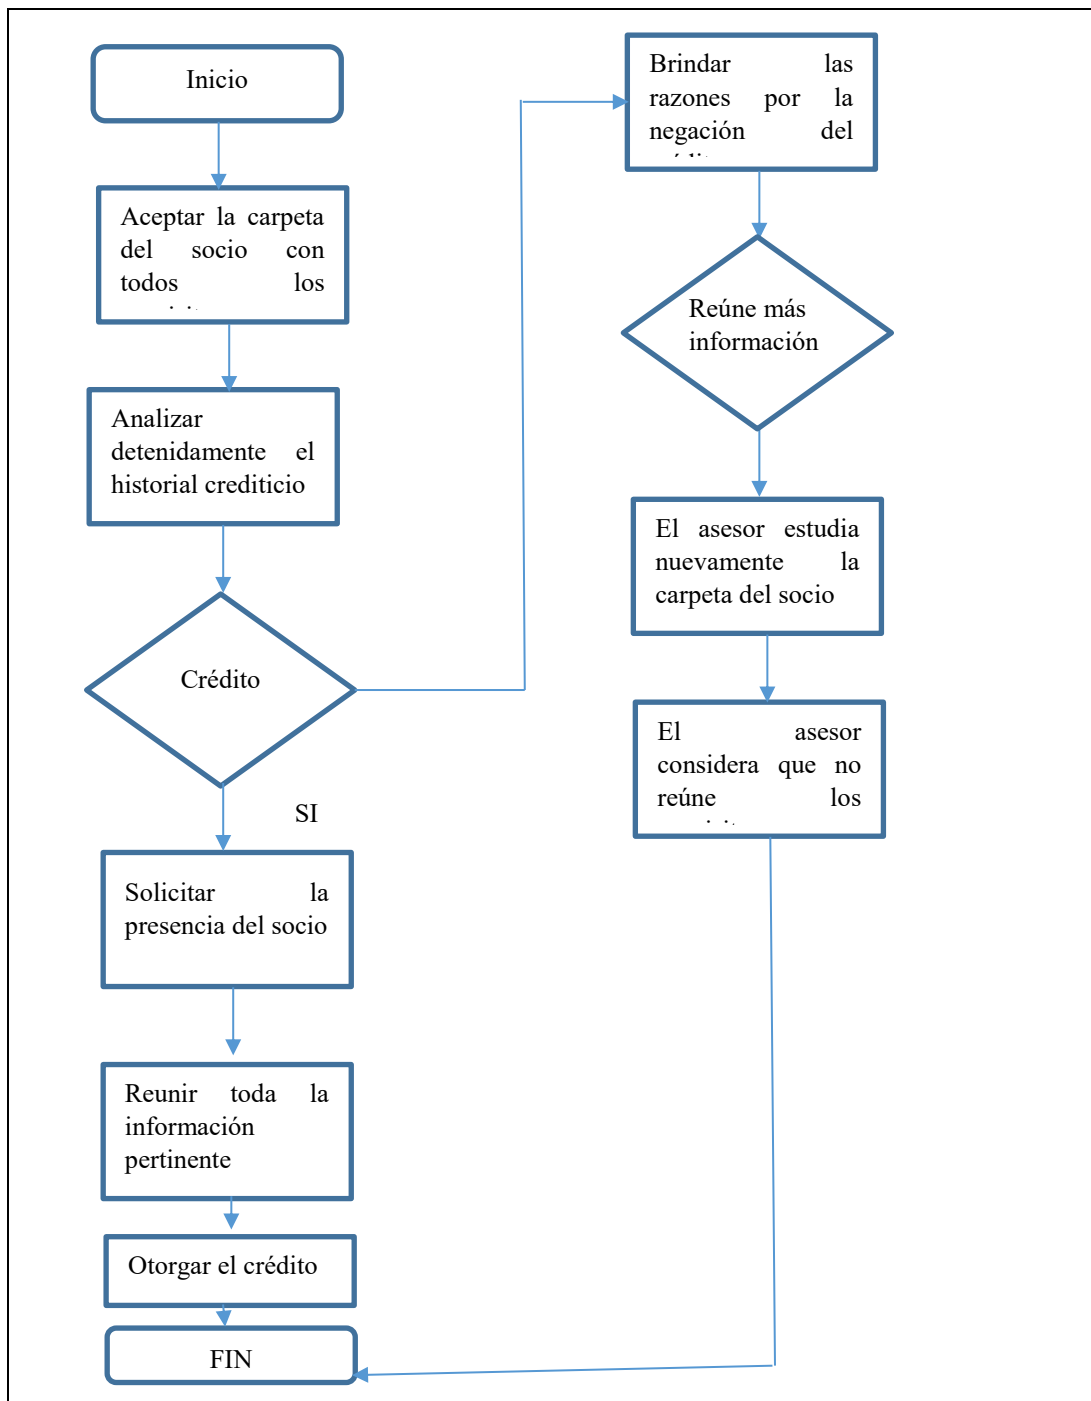 Inicio
Aceptar la carpeta
del socio con
todos los
Analizar
detenidamente el
historial crediticio
Crédito
SI
Solicitar la
presencia del socio
Reunir toda la
información
pertinente
Otorgar el crédito
FIN
Brindar las
razones por la
negación del
Reúne más
información
El asesor estudia
nuevamente la
carpeta del socio
El asesor
considera que no
reúne los